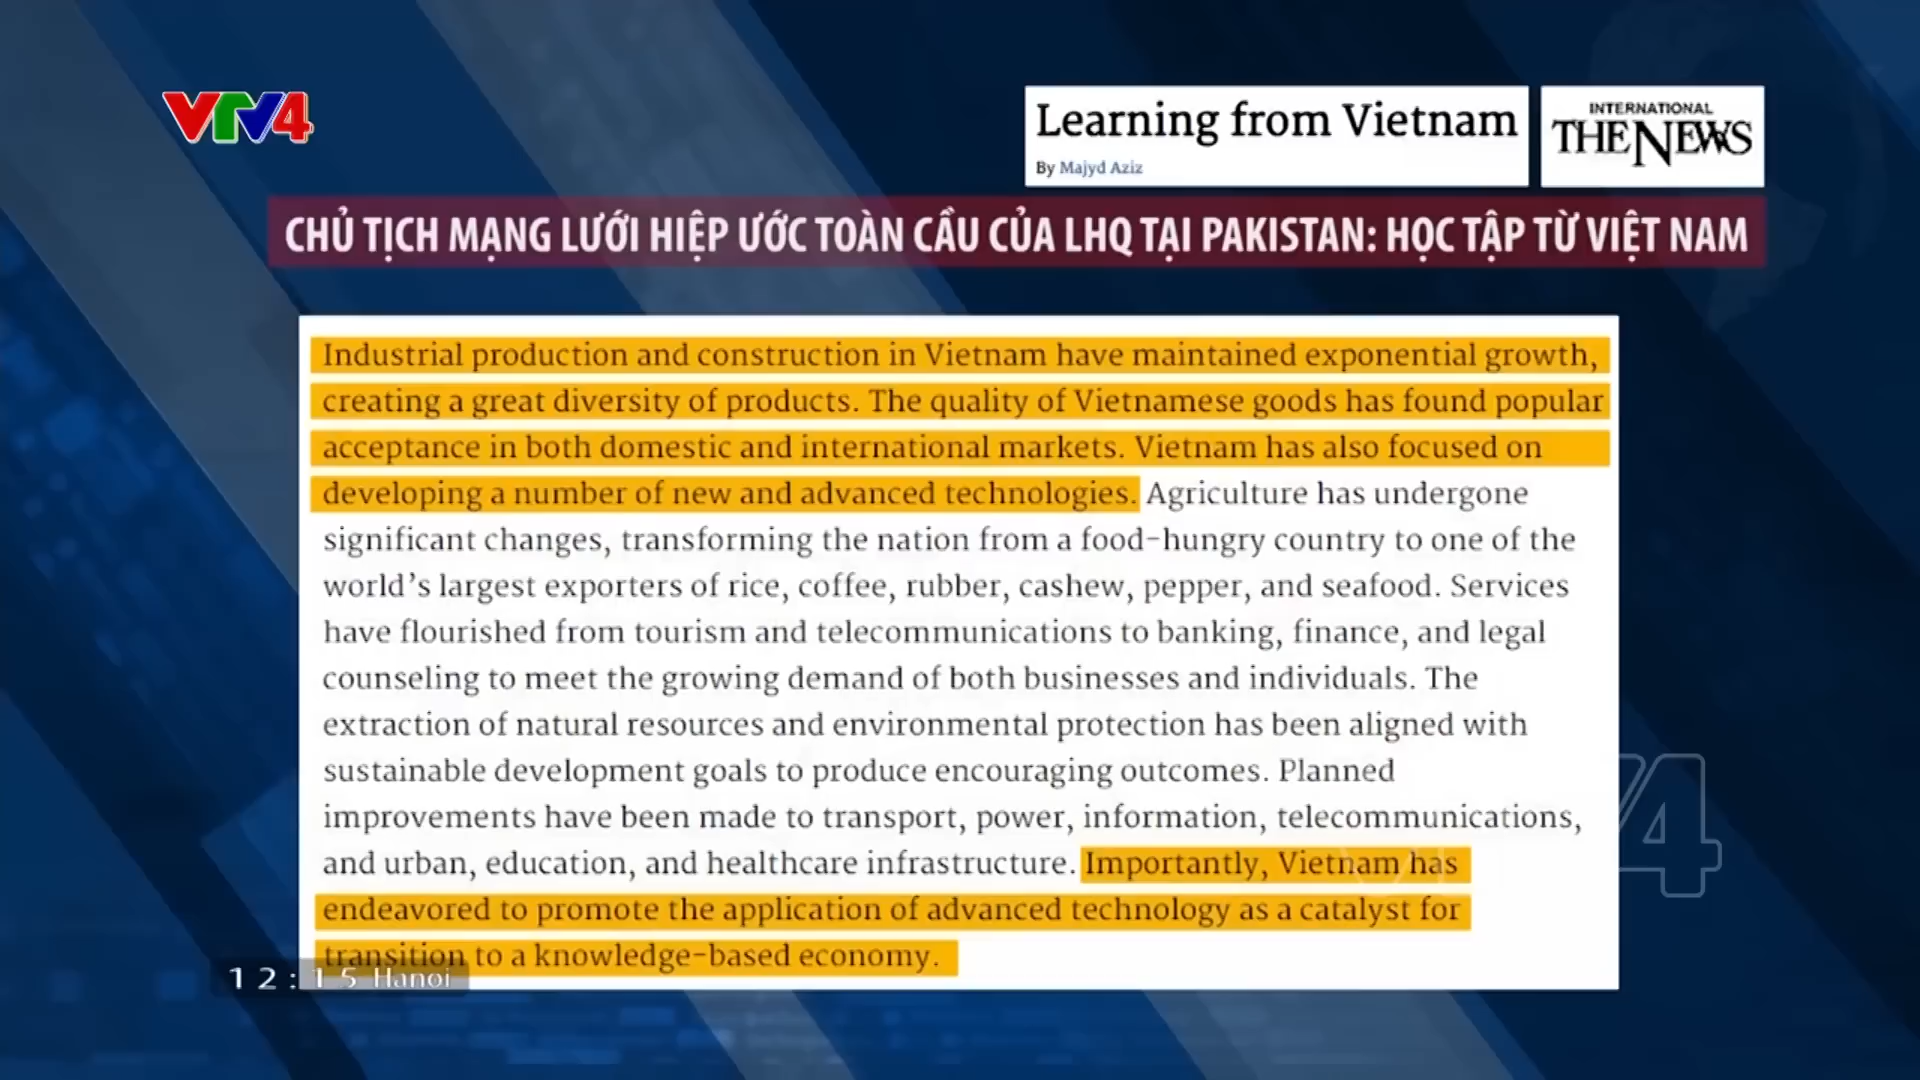 VTV4
Learning from Vietnam
By Majyd Aziz
INTERNATIONAL
THE NEWS
CHỦ TỊCH MẠNG LƯỚI HIỆP ƯỚC TOÀN CẦU CỦA LHQ TẠI PAKISTAN: HỌC TẬP TỪ VIỆT NAM
Industrial production and construction in Vietnam have maintained exponential growth,
creating a great diversity of products. The quality of Vietnamese goods has found popular
acceptance in both domestic and international markets. Vietnam has also focused on
developing a number of new and advanced technologies. Agriculture has undergone
significant changes, transforming the nation from a food-hungry country to one of the
world’s largest exporters of rice, coffee, rubber, cashew, pepper, and seafood. Services
have flourished from tourism and telecommunications to banking, finance, and legal
counseling to meet the growing demand of both businesses and individuals. The
extraction of natural resources and environmental protection has been aligned with
sustainable development goals to produce encouraging outcomes. Planned
improvements have been made to transport, power, information, telecommunications,
and urban, education, and healthcare infrastructure. Importantly, Vietnam has
endeavored to promote the application of advanced technology as a catalyst for
transition to a knowledge-based economy.
12:15 Hanoi
V4